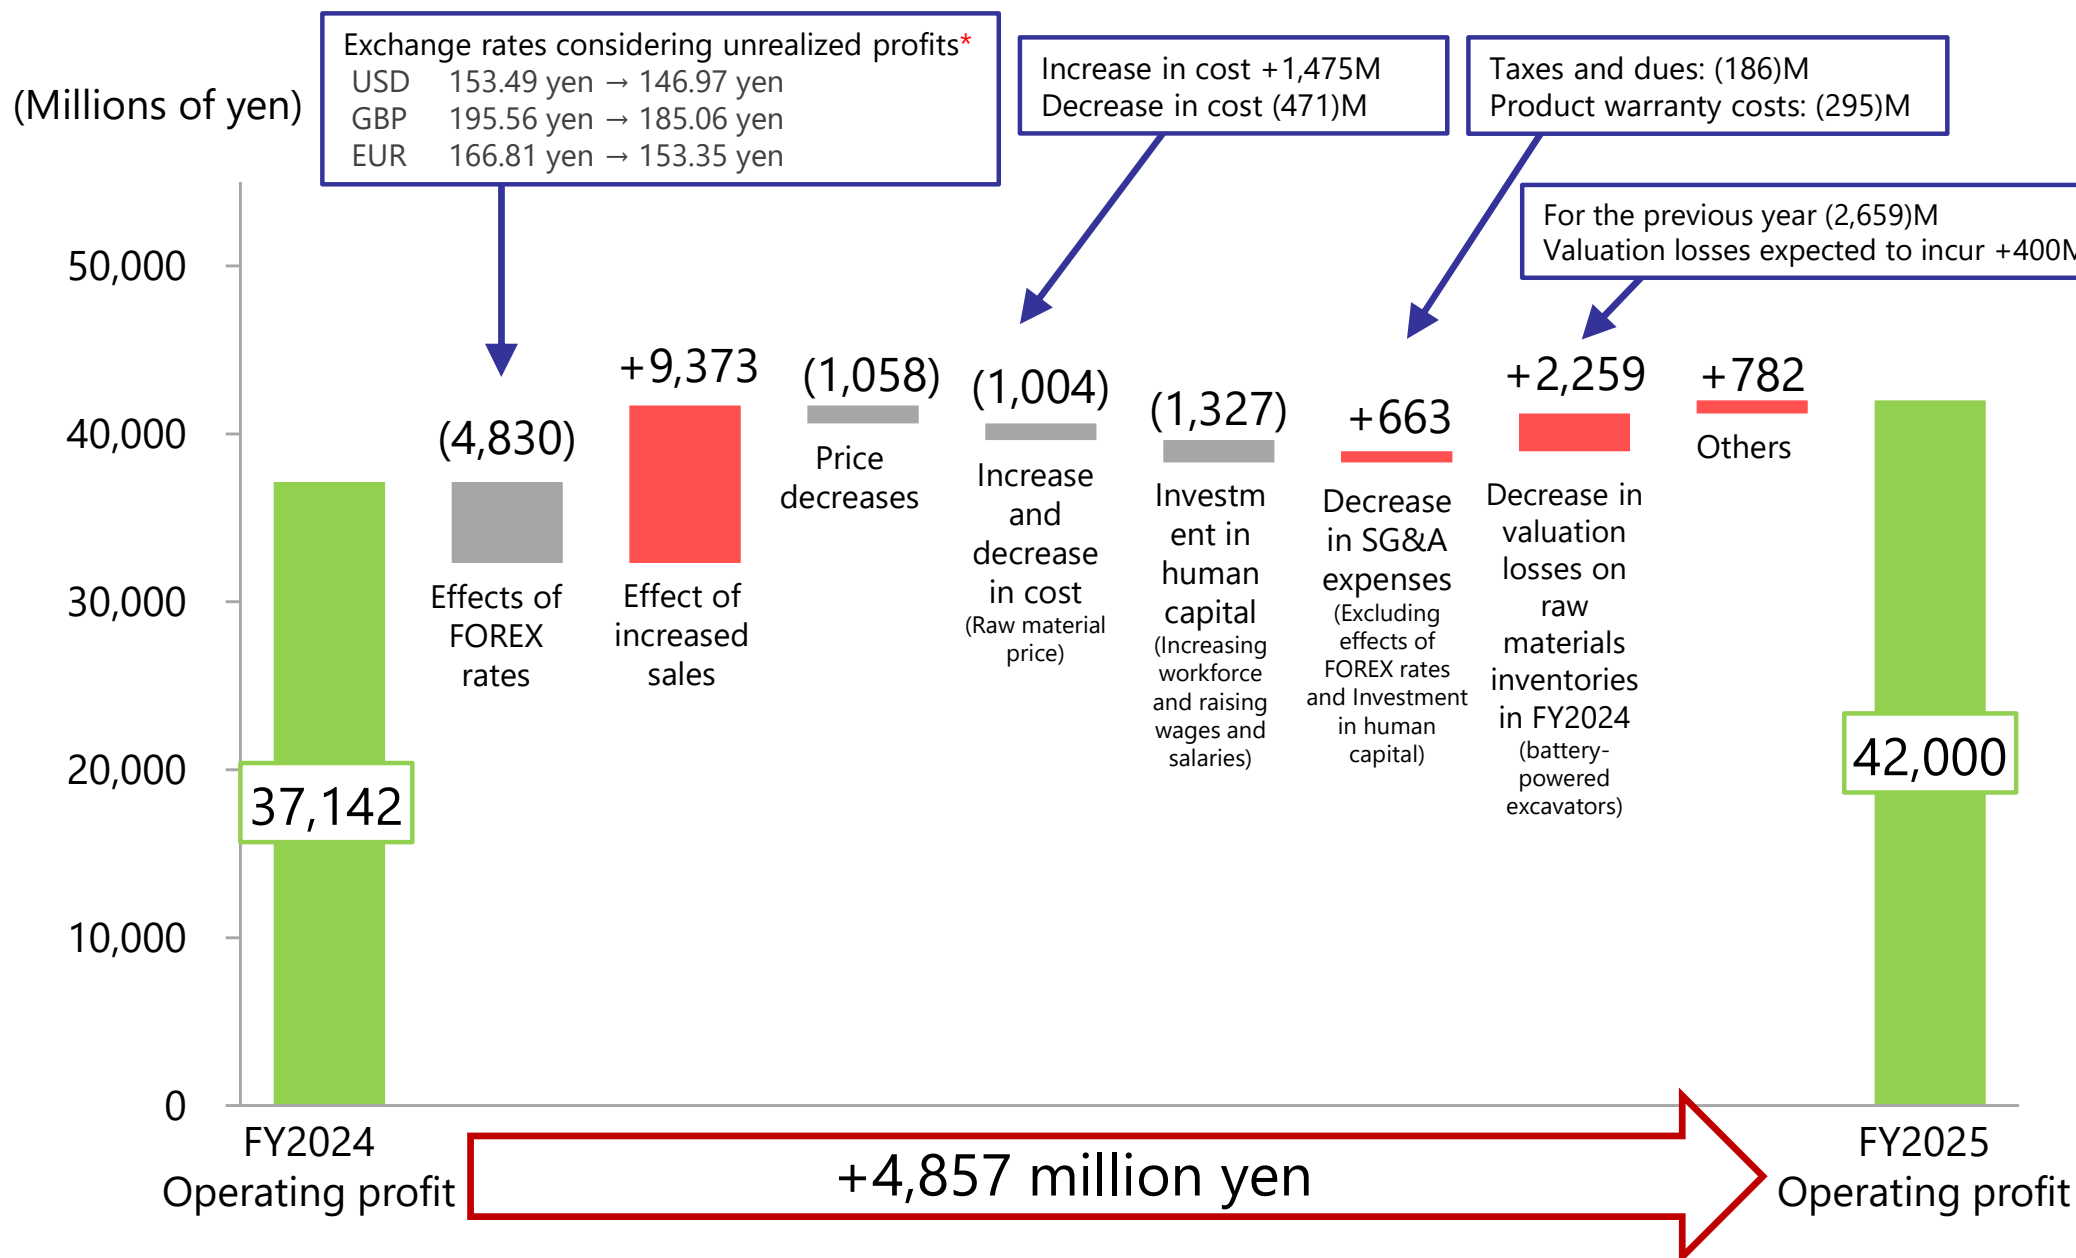 (Millions of yen)
Exchange rates considering unrealized profits*
USD 153.49 yen → 146.97 yen
GBP 195.56 yen → 185.06 yen
EUR 166.81 yen → 153.35 yen
Increase in cost +1,475M
Decrease in cost (471)M
Taxes and dues: (186)M
Product warranty costs: (295)M
For the previous year (2,659)M
Valuation losses expected to incur +400M
50,000
40,000
30,000
20,000
10,000
0
37,142
(4,830)
Effects of
FOREX
rates
+9,373
Effect of
increased
sales
(1,058)
Price
decreases
(1,004)
Increase
and
decrease
in cost
(Raw material
price)
(1,327)
Investm
ent in
human
capital
(Increasing
workforce
and raising
wages and
salaries)
+663
Decrease
in SG&A
expenses
(Excluding
effects of
FOREX rates
and Investment
in human
capital)
+2,259
Decrease in
valuation
losses on
raw
materials
inventories
in FY2024
(battery-
powered
excavators)
+782
Others
42,000
FY2024
Operating profit
+4,857 million yen
FY2025
Operating profit